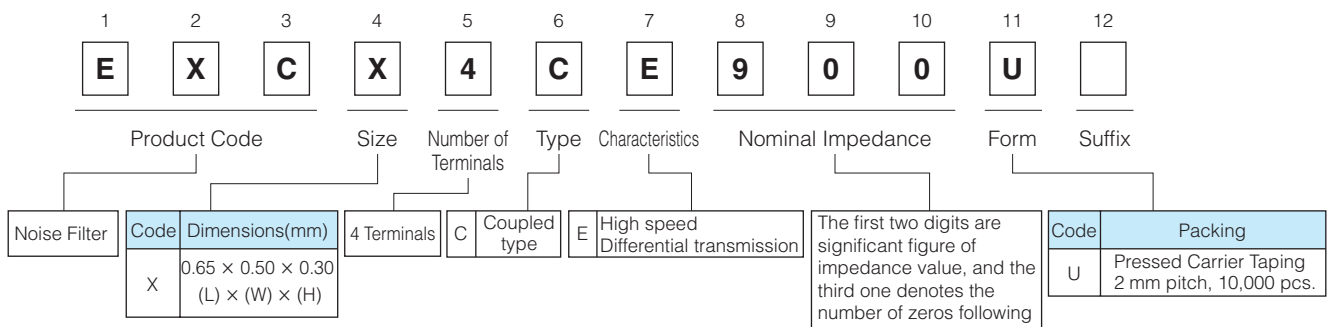 1 2 3 4 5 6 7 8 9 10 11 12
E X C X 4 C E 9 0 0 U
Product Code Size Number of Terminals Type Characteristics Nominal Impedance Form Suffix
Noise Filter
Code Dimensions(mm)
X 0.65 × 0.50 × 0.30
(L) × (W) × (H)
4 Terminals
C Coupled
type
E High speed
Differential transmission
The first two digits are
significant figure of
impedance value, and the
third one denotes the
number of zeros following
Code Packing
U Pressed Carrier Taping
2 mm pitch, 10,000 pcs.